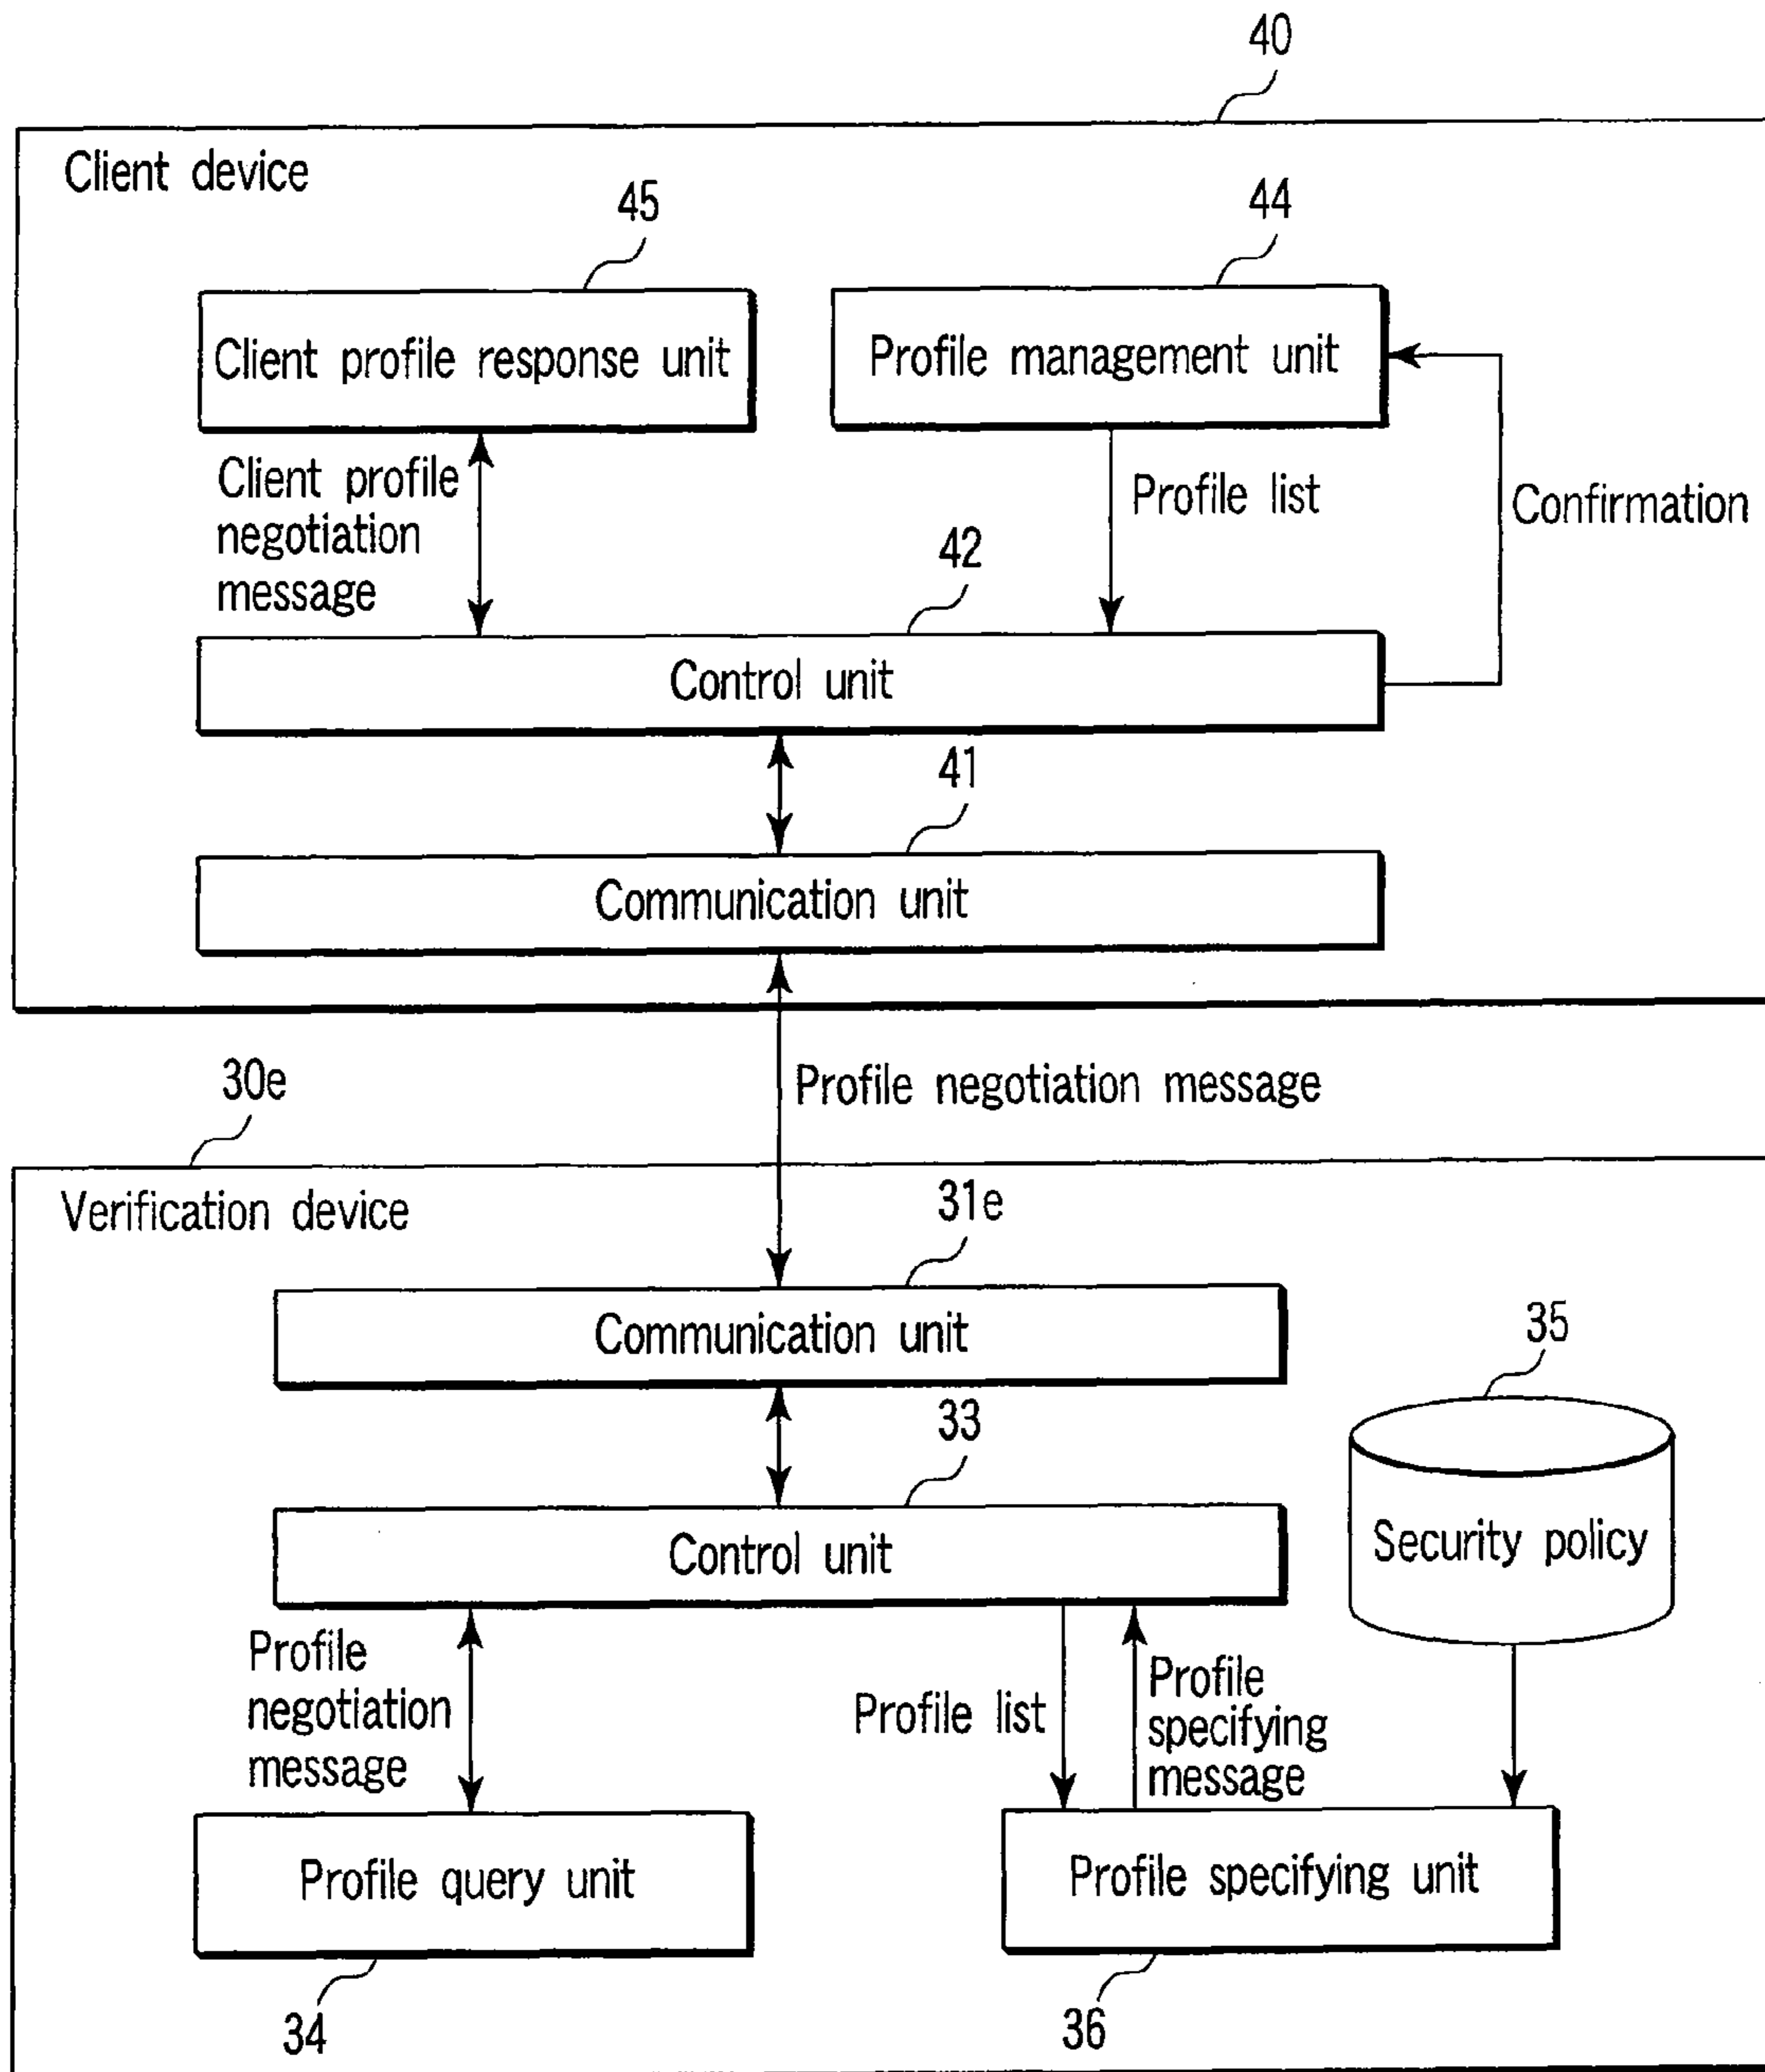 40
Client device
45
44
Client profile response unit
Profile management unit
Client profile
negotiation
message
Profile list
Confirmation
42
Control unit
41
Communication unit
Profile negotiation message
30e
Verification device
31e
Communication unit
35
33
Security policy
Control unit
Profile
negotiation
message
Profile list
Profile
specifying
message
Profile query unit
Profile specifying unit
34
36